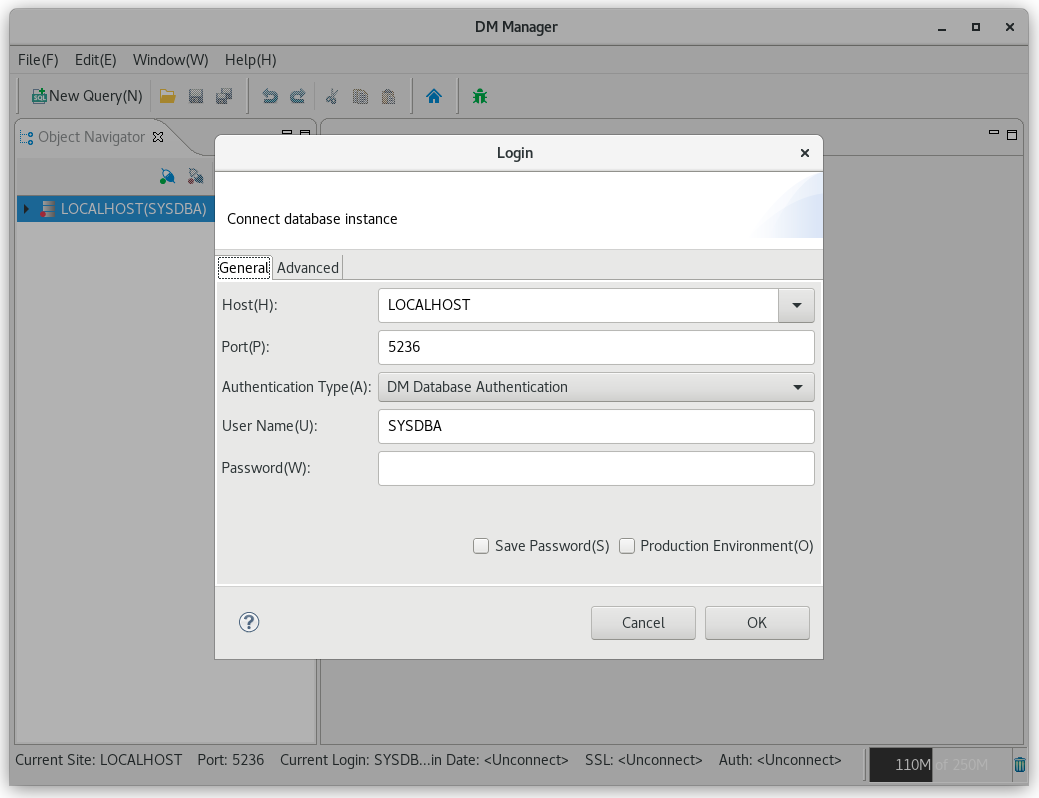 DM Manager
File(F) Edit(E) Window(W) Help(H)
New Query(N)
Object Navigator
LOCALHOST(SYSDBA)
Login
Connect database instance
General Advanced
Host(H): LOCALHOST
Port(P): 5236
Authentication Type(A): DM Database Authentication
User Name(U): SYSDBA
Password(W):
Save Password(S) Production Environment(O)
? Cancel OK
Current Site: LOCALHOST Port: 5236 Current Login: SYSDB...in Date: <Unconnect> SSL: <Unconnect> Auth: <Unconnect> 110M of 250M